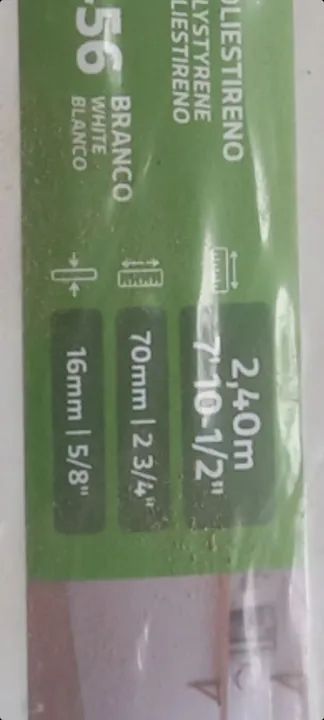 OLIESTIRENO
LYSTYRENE
LIESTIRENO
56
BRANCO
WHITE
BLANCO
2,40m
7' 10-1/2"
70mm | 2 3/4"
16mm | 5/8"